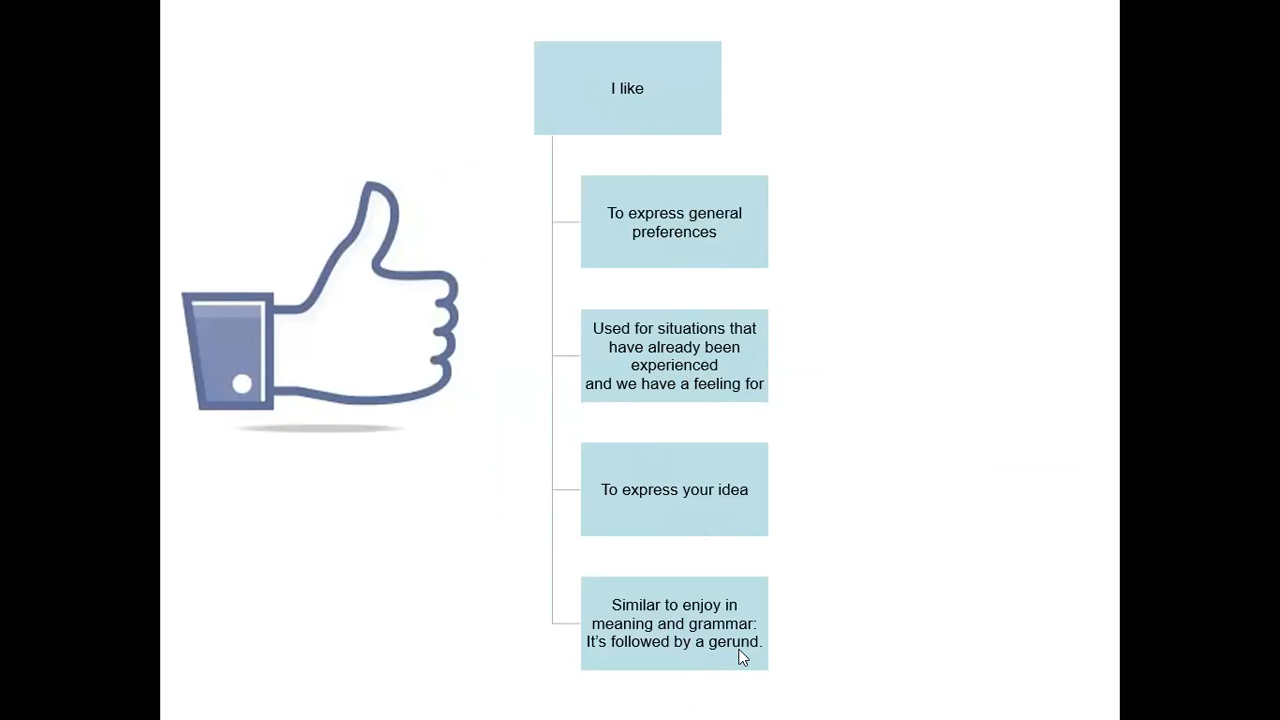 I like
To express general
preferences
Used for situations that
have already been
experienced
and we have a feeling for
To express your idea
Similar to enjoy in
meaning and grammar:
It's followed by a gerund.